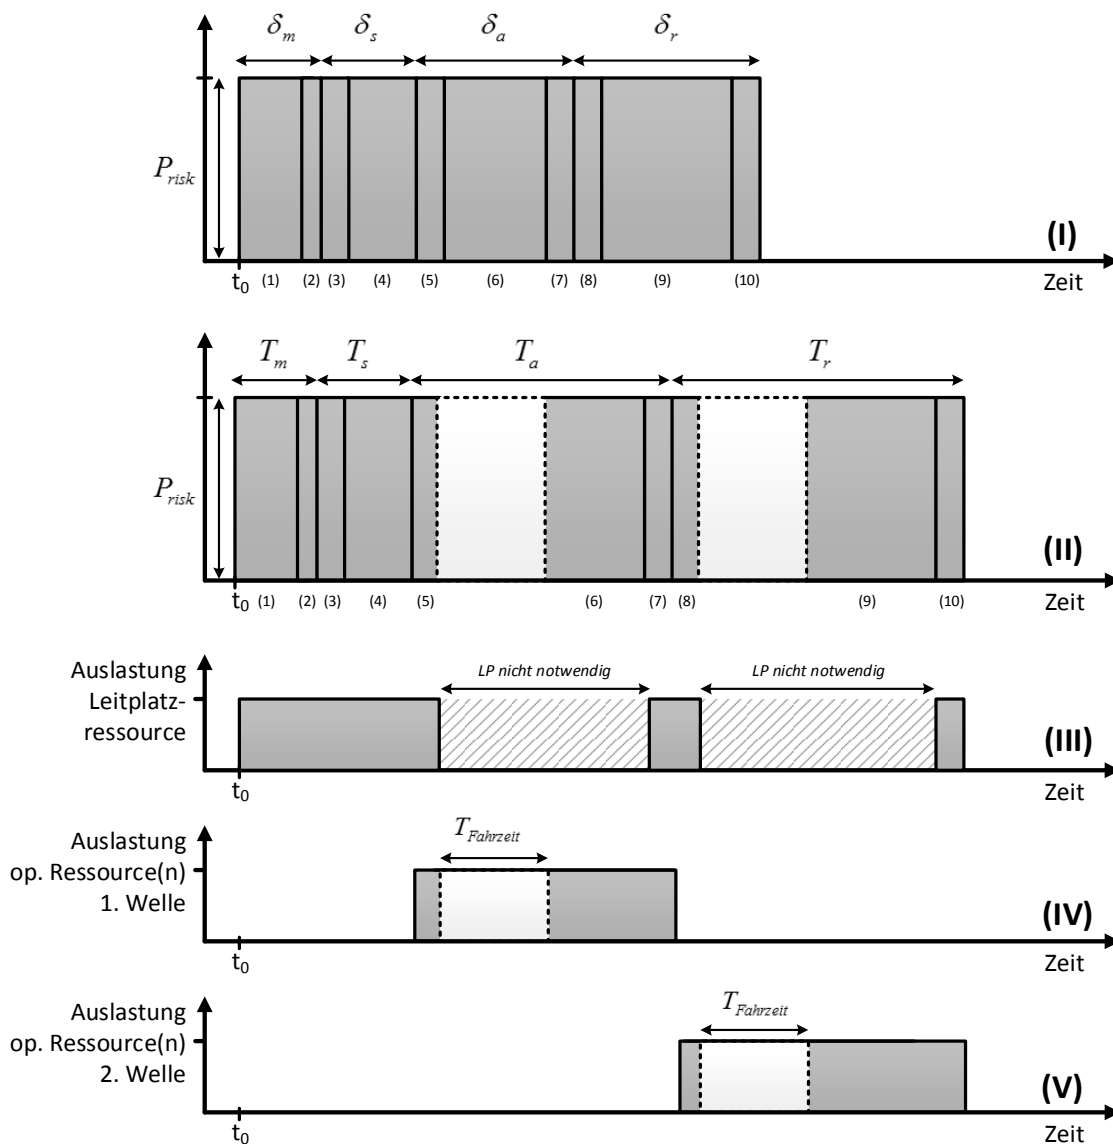 δm δs δa δr
Prisk
(I)
t0 (1) (2) (3) (4) (5) (6) (7) (8) (9) (10) Zeit
Tm Ts Ta Tr
Prisk
(II)
t0 (1) (2) (3) (4) (5) (6) (7) (8) (9) (10) Zeit
Auslastung
Leitplatz-
ressource
LP nicht notwendig LP nicht notwendig
(III)
t0 Zeit
Auslastung
op. Ressource(n)
1. Welle
TFahrzeit
(IV)
t0 Zeit
Auslastung
op. Ressource(n)
2. Welle
TFahrzeit
(V)
t0 Zeit